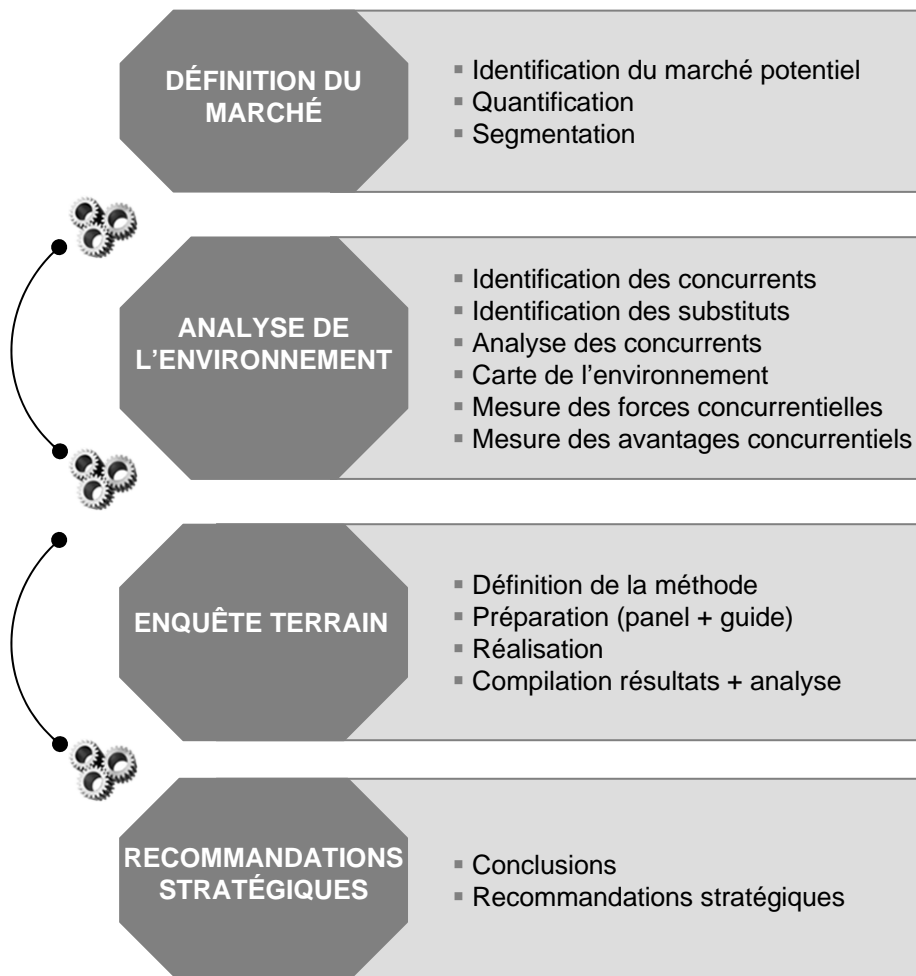 DÉFINITION DU
MARCHÉ
▪ Identification du marché potentiel
▪ Quantification
▪ Segmentation
ANALYSE DE
L’ENVIRONNEMENT
▪ Identification des concurrents
▪ Identification des substituts
▪ Analyse des concurrents
▪ Carte de l’environnement
▪ Mesure des forces concurrentielles
▪ Mesure des avantages concurrentiels
ENQUÊTE TERRAIN
▪ Définition de la méthode
▪ Préparation (panel + guide)
▪ Réalisation
▪ Compilation résultats + analyse
RECOMMANDATIONS
STRATÉGIQUES
▪ Conclusions
▪ Recommandations stratégiques